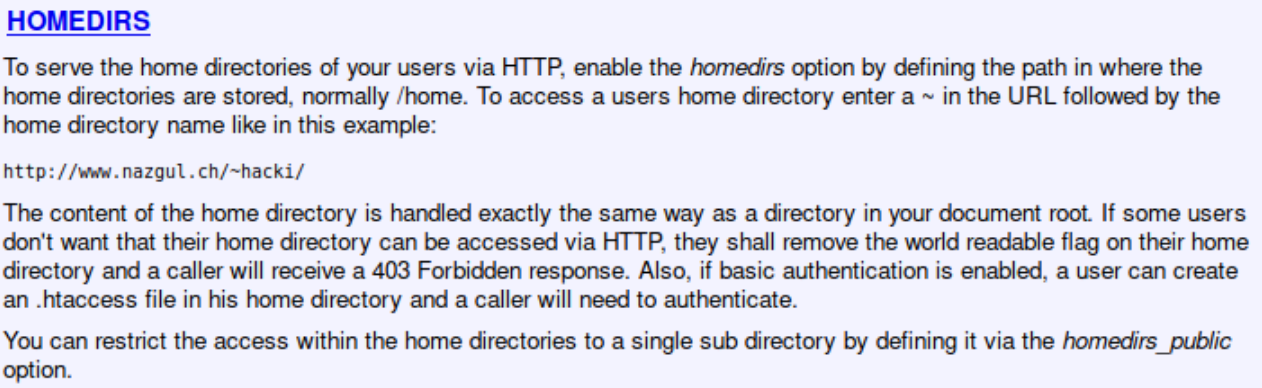 HOMEDIRS
To serve the home directories of your users via HTTP, enable the homedirs option by defining the path in where the
home directories are stored, normally /home. To access a users home directory enter a ~ in the URL followed by the
home directory name like in this example:
http://www.nazgul.ch/~hacki/
The content of the home directory is handled exactly the same way as a directory in your document root. If some users
don't want that their home directory can be accessed via HTTP, they shall remove the world readable flag on their home
directory and a caller will receive a 403 Forbidden response. Also, if basic authentication is enabled, a user can create
an .htaccess file in his home directory and a caller will need to authenticate.
You can restrict the access within the home directories to a single sub directory by defining it via the homedirs_public
option.